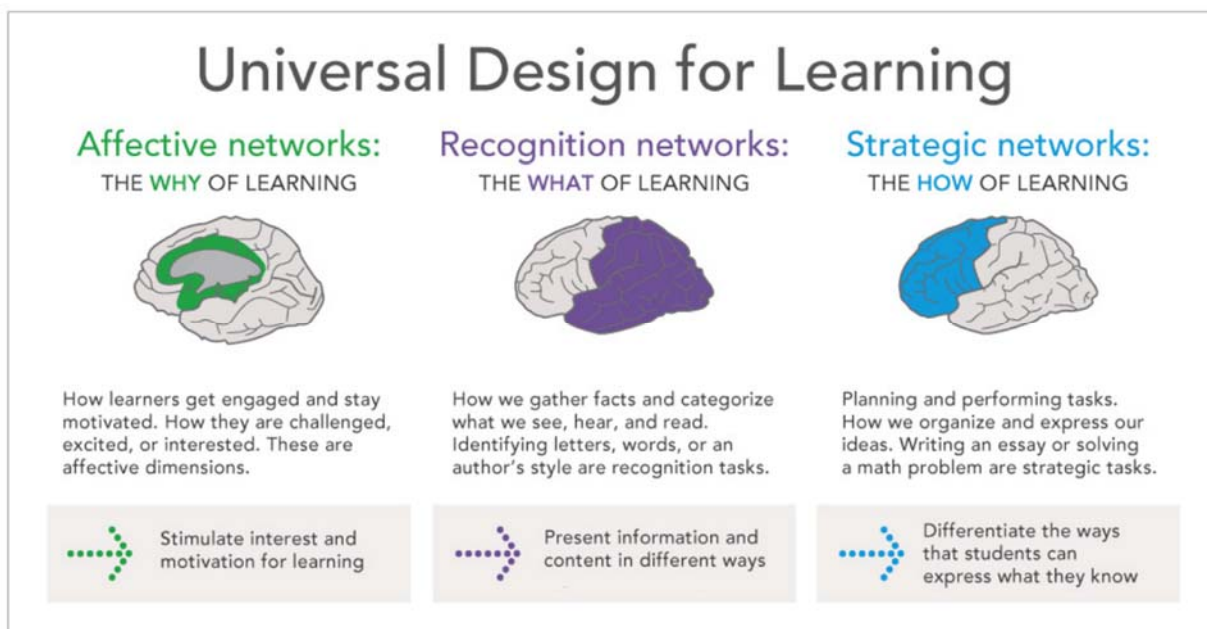 Universal Design for Learning
Affective networks:
THE WHY OF LEARNING
How learners get engaged and stay
motivated. How they are challenged,
excited, or interested. These are
affective dimensions.
Stimulate interest and
motivation for learning
Recognition networks:
THE WHAT OF LEARNING
How we gather facts and categorize
what we see, hear, and read.
Identifying letters, words, or an
author's style are recognition tasks.
Present information and
content in different ways
Strategic networks:
THE HOW OF LEARNING
Planning and performing tasks.
How we organize and express our
ideas. Writing an essay or solving
a math problem are strategic tasks.
Differentiate the ways
that students can
express what they know